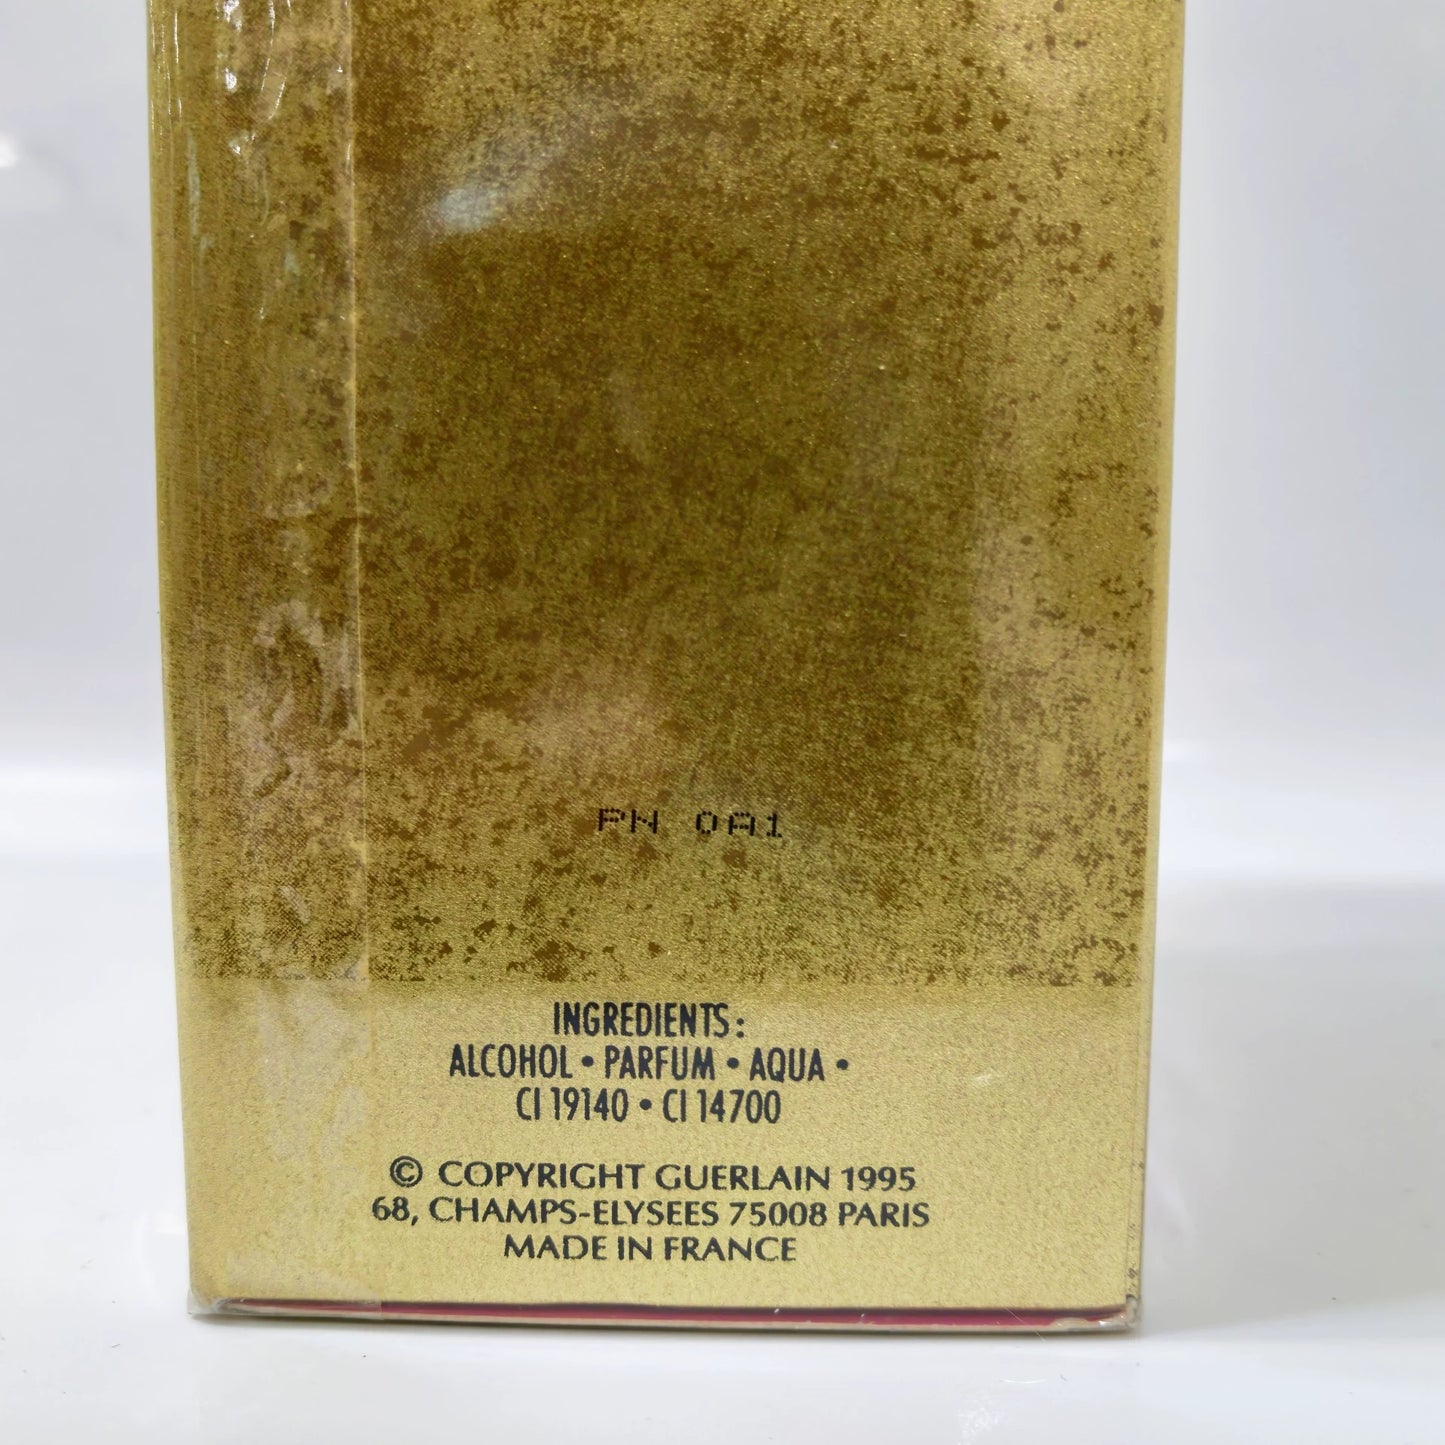 PN 0A1
INGREDIENTS:
ALCOHOL • PARFUM • AQUA •
CI 19140 • CI 14700
© COPYRIGHT GUERLAIN 1995
68, CHAMPS-ELYSEES 75008 PARIS
MADE IN FRANCE